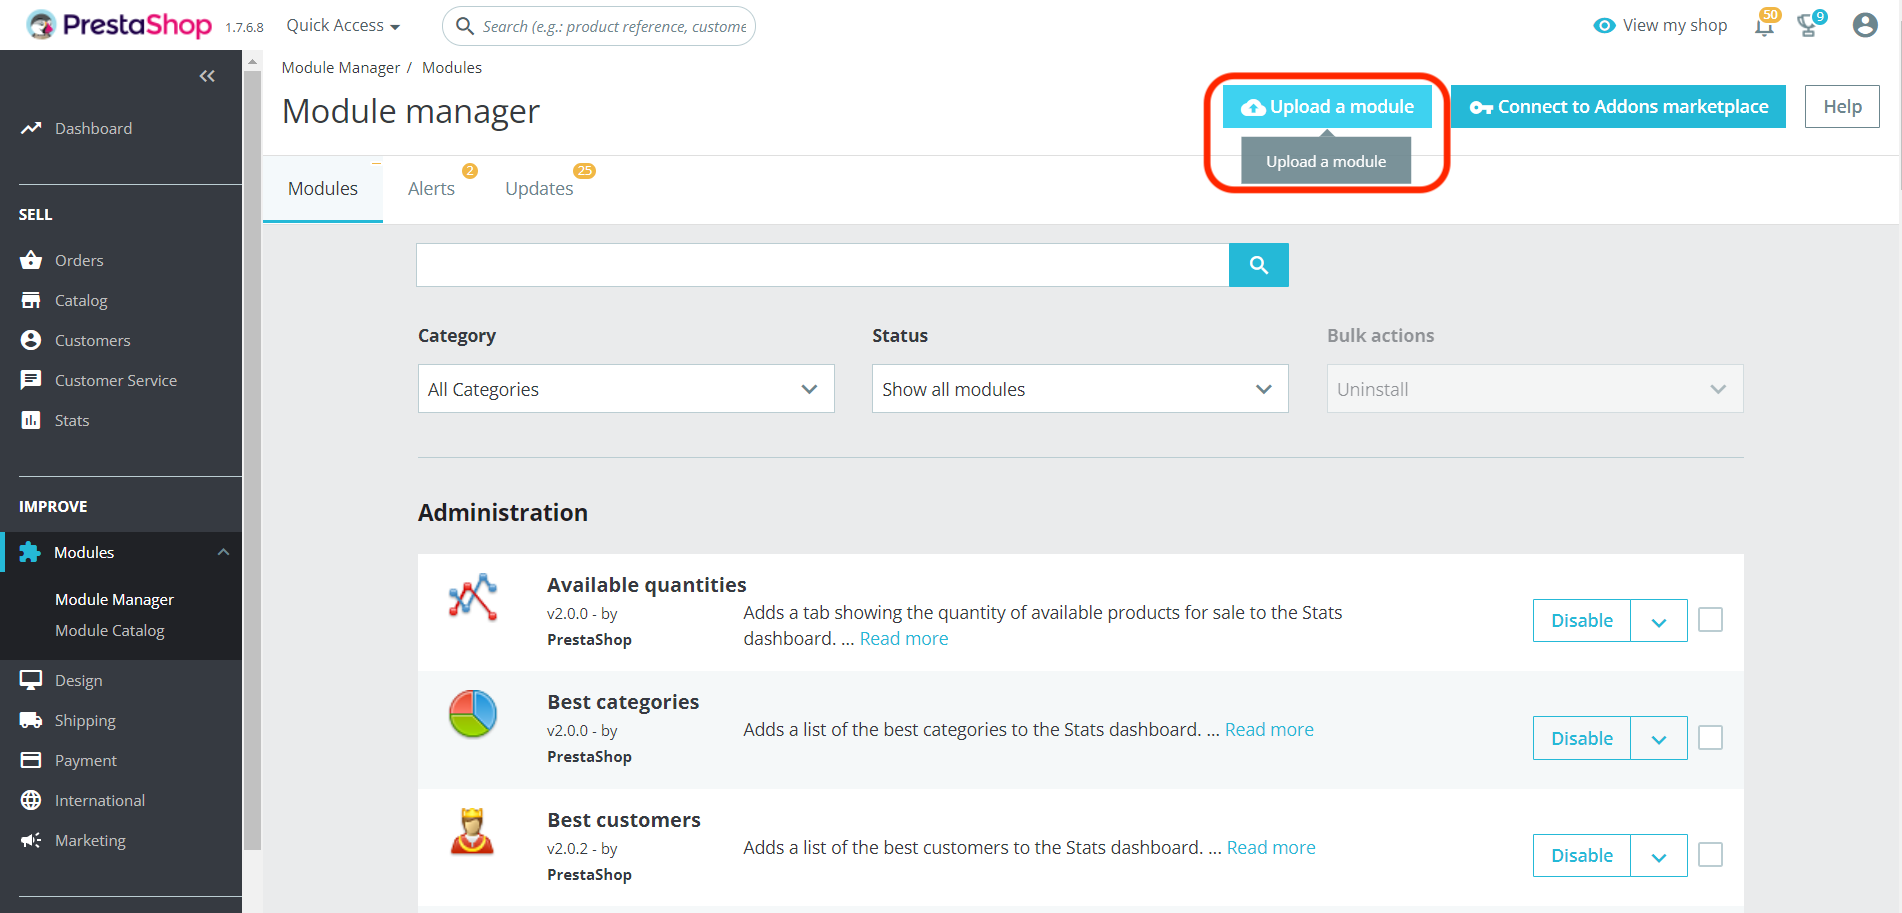 PrestaShop 1.7.6.8 Quick Access Search (e.g.: product reference, custome View my shop 50 9
Module Manager / Modules
Module manager
Upload a module
Connect to Addons marketplace
Help
Upload a module
Modules
Alerts 2
Updates 25
Dashboard
SELL
Orders
Catalog
Customers
Customer Service
Stats
IMPROVE
Modules
Module Manager
Module Catalog
Design
Shipping
Payment
International
Marketing
Category
All Categories
Status
Show all modules
Bulk actions
Uninstall
Administration
Available quantities
v2.0.0 - by
PrestaShop
Adds a tab showing the quantity of available products for sale to the Stats
dashboard. ... Read more
Disable
Best categories
v2.0.0 - by
PrestaShop
Adds a list of the best categories to the Stats dashboard. ... Read more
Disable
Best customers
v2.0.2 - by
PrestaShop
Adds a list of the best customers to the Stats dashboard. ... Read more
Disable